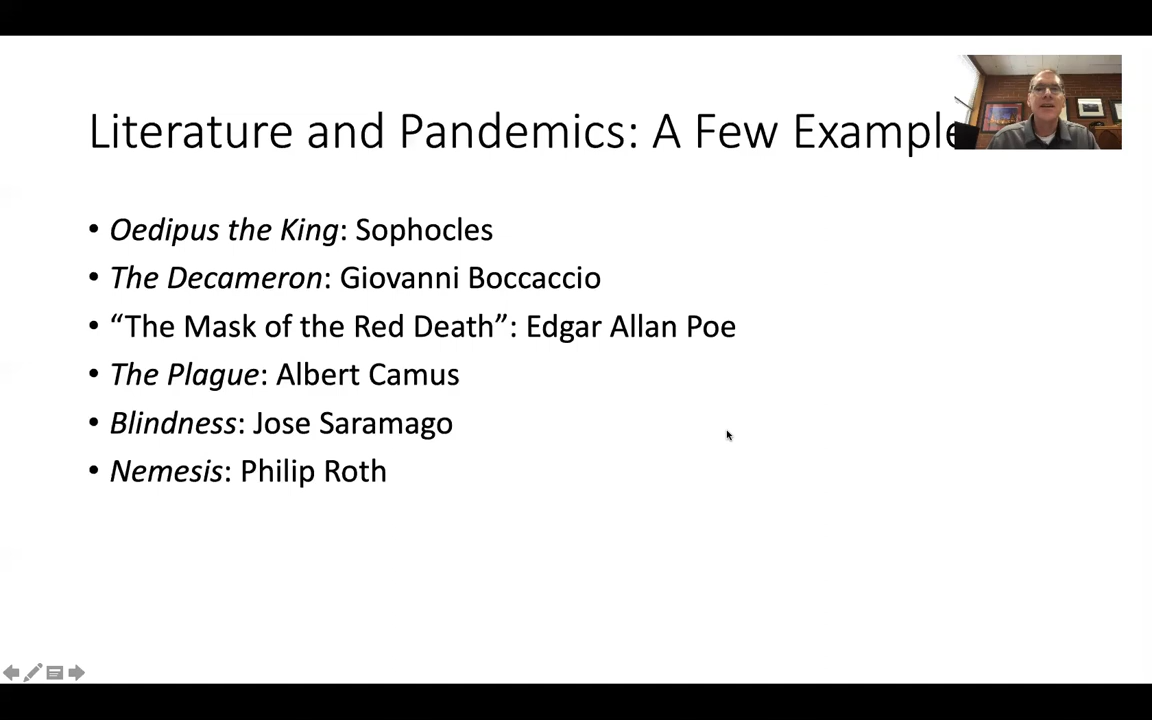 Literature and Pandemics: A Few Example
• Oedipus the King: Sophocles
• The Decameron: Giovanni Boccaccio
• “The Mask of the Red Death”: Edgar Allan Poe
• The Plague: Albert Camus
• Blindness: Jose Saramago
• Nemesis: Philip Roth